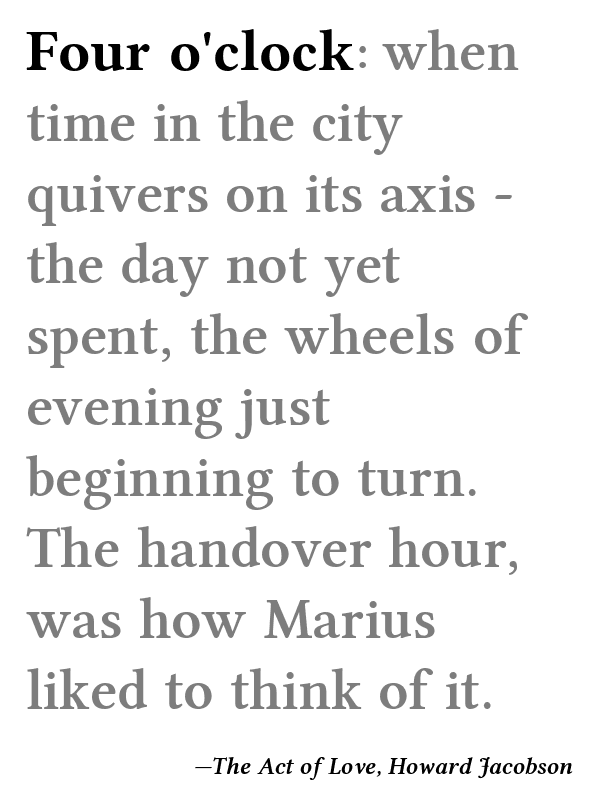 Four o'clock: when
time in the city
quivers on its axis -
the day not yet
spent, the wheels of
evening just
beginning to turn.
The handover hour,
was how Marius
liked to think of it.
—The Act of Love, Howard Jacobson